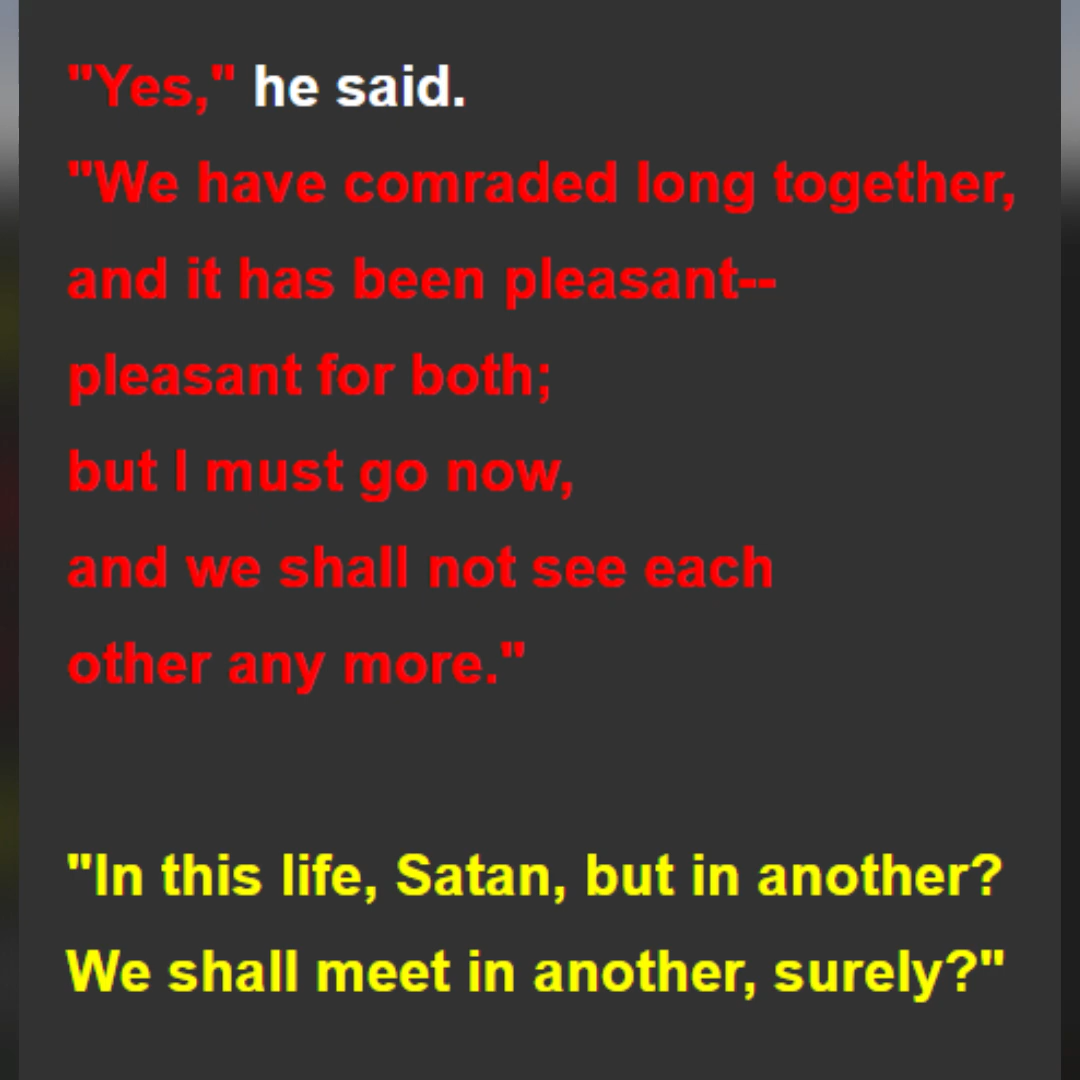 "Yes," he said.
"We have comraded long together,
and it has been pleasant--
pleasant for both;
but I must go now,
and we shall not see each
other any more."
"In this life, Satan, but in another?
We shall meet in another, surely?"